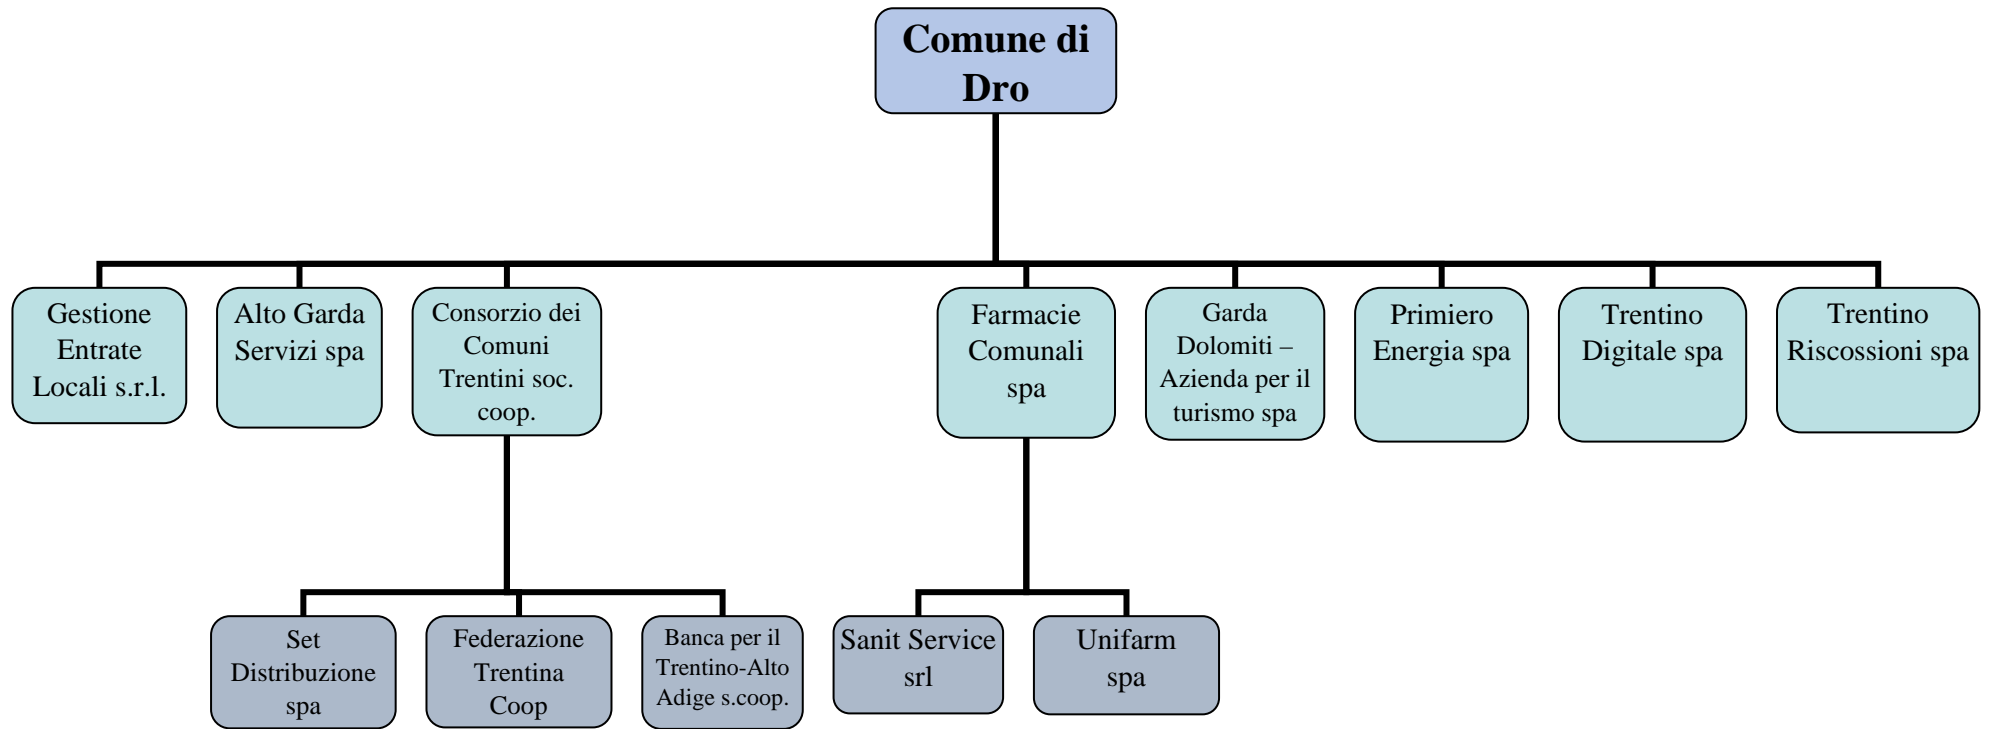 Comune di
Dro
Gestione
Entrate
Locali s.r.l.
Alto Garda
Servizi spa
Consorzio dei
Comuni
Trentini soc.
coop.
Farmacie
Comunali
spa
Garda
Dolomiti –
Azienda per il
turismo spa
Primiero
Energia spa
Trentino
Digitale spa
Trentino
Riscossioni spa
Set
Distribuzione
spa
Federazione
Trentina
Coop
Banca per il
Trentino-Alto
Adige s.coop.
Sanit Service
srl
Unifarm
spa